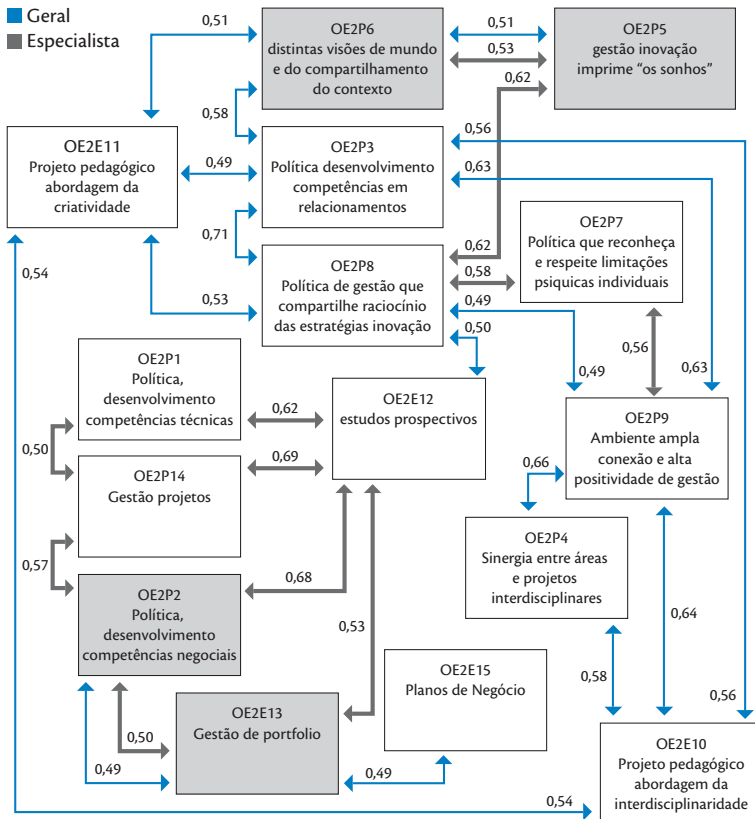 Geral
Especialista
0,51
OE2P6
distintas visões de mundo
e do compartilhamento
do contexto
0,51
0,53
OE2P5
gestão inovação
imprime “os sonhos”
0,62
0,58
0,56
OE2E11
Projeto pedagógico
abordagem da
criatividade
0,49
OE2P3
Política desenvolvimento
competências em
relacionamentos
0,63
0,71
OE2P7
Política que reconheça
e respeite limitações
psiquicas individuais
0,54
0,53
OE2P8
Política de gestão que
compartilhe raciocínio
das estratégias inovação
0,62
0,58
0,49
0,50
0,56
0,49
0,63
OE2P1
Política,
desenvolvimento
competências técnicas
0,62
OE2E12
estudos prospectivos
OE2P9
Ambiente ampla
conexão e alta
positividade de gestão
0,50
0,69
0,66
OE2P14
Gestão projetos
OE2P4
Sinergia entre áreas
e projetos
interdisciplinares
0,57
0,68
OE2P2
Política,
desenvolvimento
competências negociais
0,53
0,64
0,58
OE2E15
Planos de Negócio
0,56
OE2E13
Gestão de portfolio
0,50
0,49
0,49
OE2E10
Projeto pedagógico
abordagem da
interdisciplinaridade
0,54